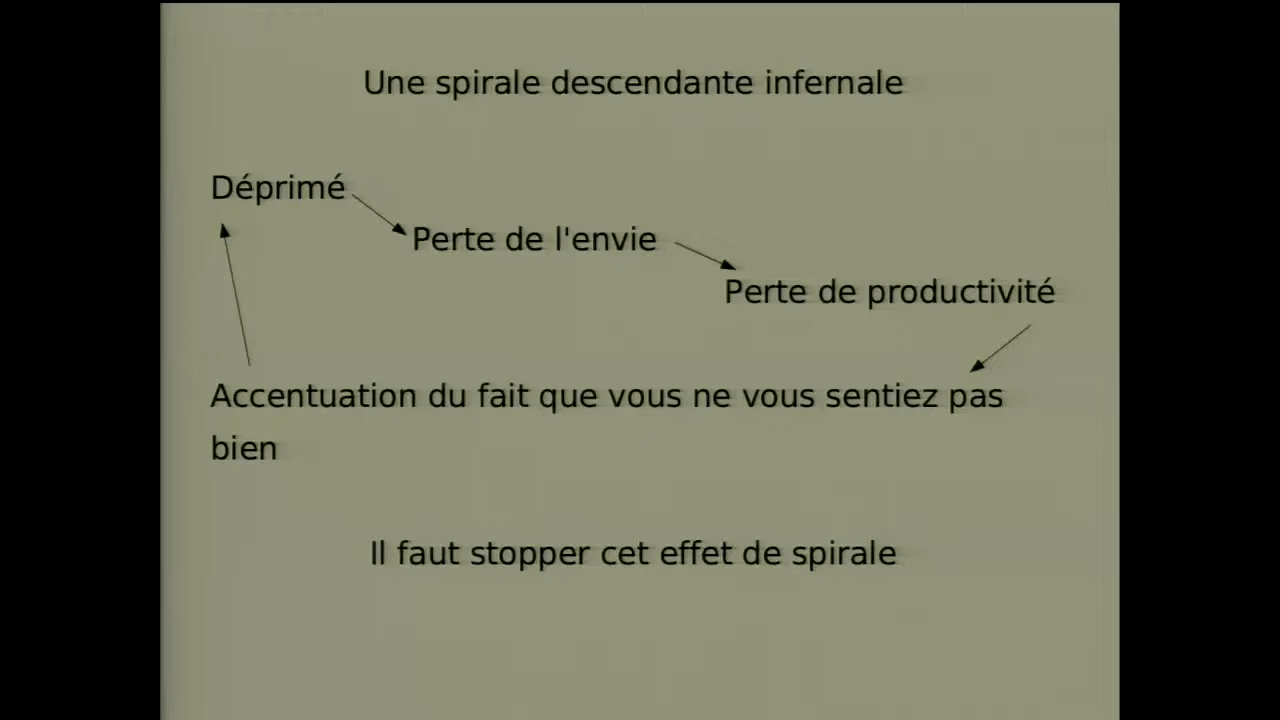 Une spirale descendante infernale
Déprimé
Perte de l'envie
Perte de productivité
Accentuation du fait que vous ne vous sentiez pas
bien
Il faut stopper cet effet de spirale